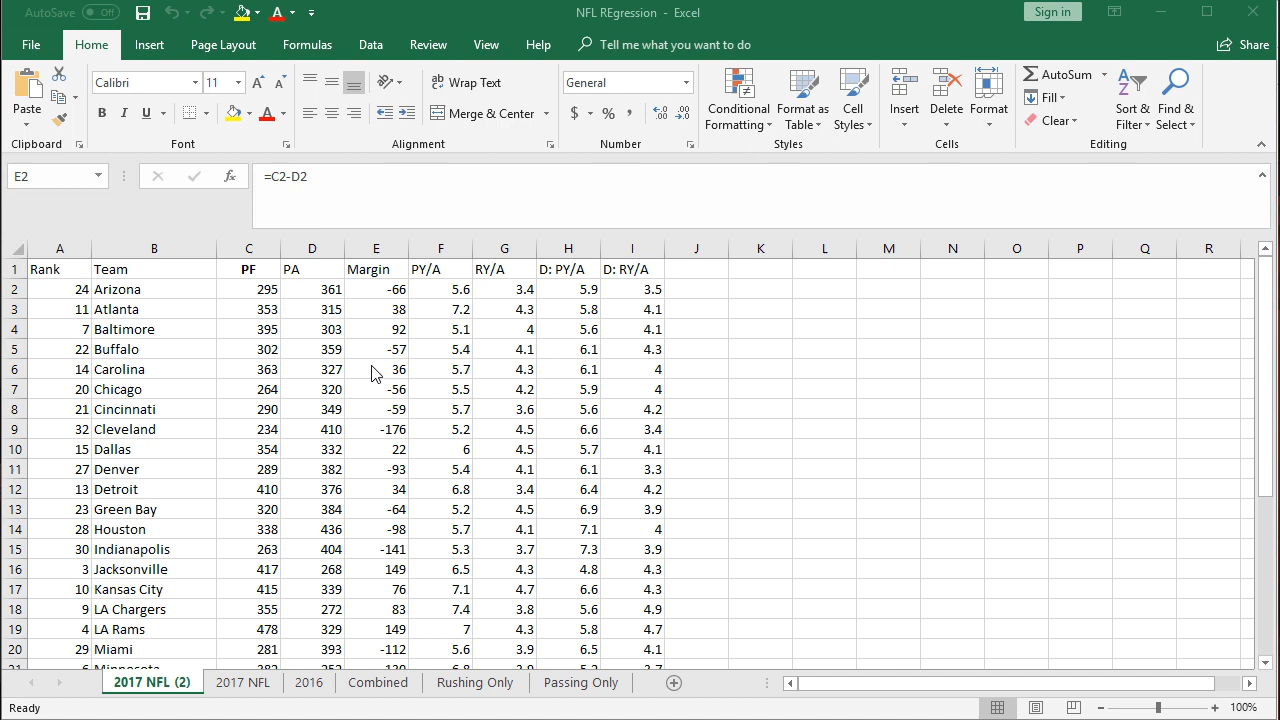 AutoSave Off NFL REgression - Excel Sign in
File Home Insert Page Layout Formulas Data Review View Help Tell me what you want to do Share
Paste Calibri 11 Wrap Text General Conditional Formatting Format as Table Cell Styles Insert Delete Format AutoSum Fill Clear Sort & Filter Find & Select
B I U A Merge & Center $ % ,
Clipboard Font Alignment Number Styles Cells Editing
E2 fx =C2-D2
A B C D E F G H I J K L M N O P Q R
1 Rank Team PF PA Margin PY/A RY/A D: PY/A D: RY/A
2 24 Arizona 295 361 -66 5.6 3.4 5.9 3.5
3 11 Atlanta 353 315 38 7.2 4.3 5.8 4.1
4 7 Baltimore 395 303 92 5.1 4 5.6 4.1
5 22 Buffalo 302 359 -57 5.4 4.1 6.1 4.3
6 14 Carolina 363 327 36 5.7 4.3 6.1 4
7 20 Chicago 264 320 -56 5.5 4.2 5.9 4
8 21 Cincinnati 290 349 -59 5.7 3.6 5.6 4.2
9 32 Cleveland 234 410 -176 5.2 4.5 6.6 3.4
10 15 Dallas 354 332 22 6 4.5 5.7 4.1
11 27 Denver 289 382 -93 5.4 4.1 6.1 3.3
12 13 Detroit 410 376 34 6.8 3.4 6.4 4.2
13 23 Green Bay 320 384 -64 5.2 4.5 6.9 3.9
14 28 Houston 338 436 -98 5.7 4.1 7.1 4
15 30 Indianapolis 263 404 -141 5.3 3.7 7.3 3.9
16 3 Jacksonville 417 268 149 6.5 4.3 4.8 4.3
17 10 Kansas City 415 339 76 7.1 4.7 6.6 4.3
18 9 LA Chargers 355 272 83 7.4 3.8 5.6 4.9
19 4 LA Rams 478 329 149 7 4.3 5.8 4.7
20 29 Miami 281 393 -112 5.6 3.9 6.5 4.1
21 6 Minnesota 382 252 130 6.8 3.9 5.2 3.7
2017 NFL (2) 2017 NFL 2016 Combined Rushing Only Passing Only
Ready 100%